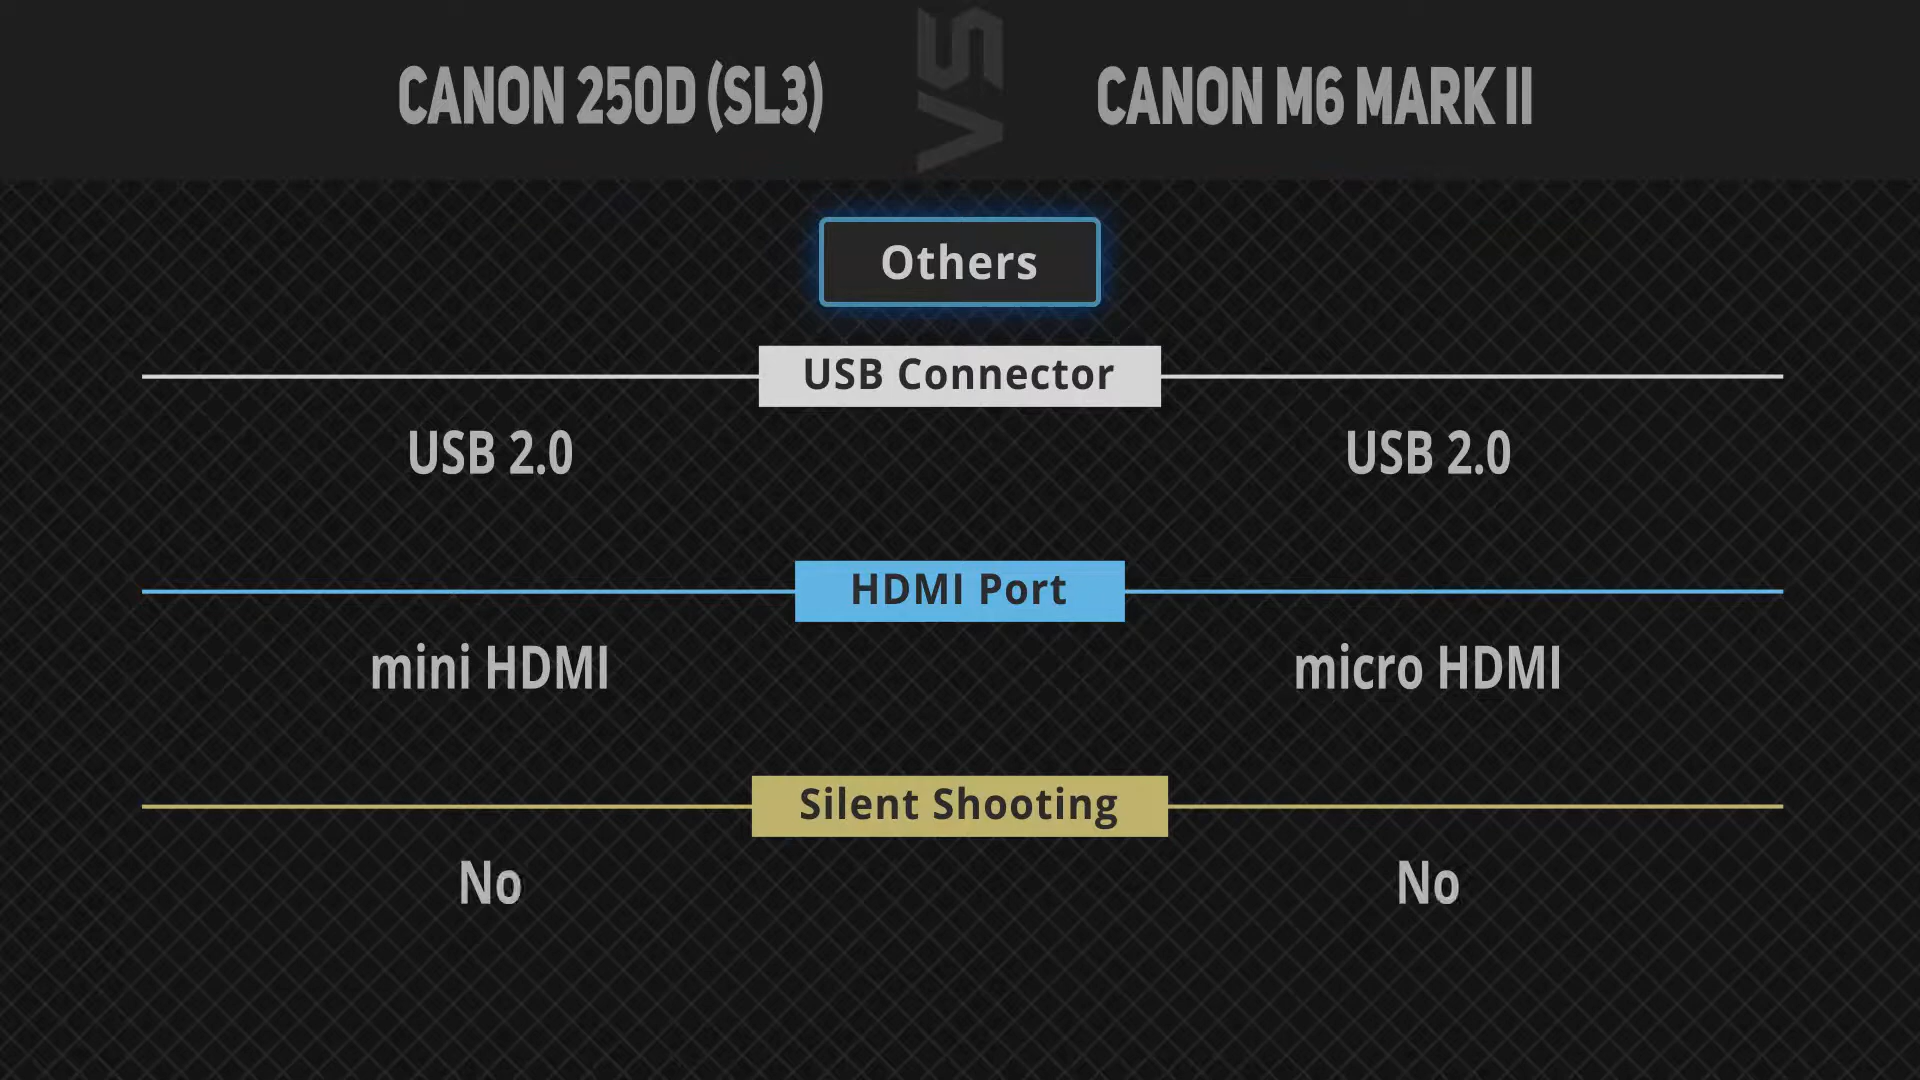 CANON 250D (SL3)
VS
CANON M6 MARK II
Others
USB Connector
USB 2.0
USB 2.0
HDMI Port
mini HDMI
micro HDMI
Silent Shooting
No
No